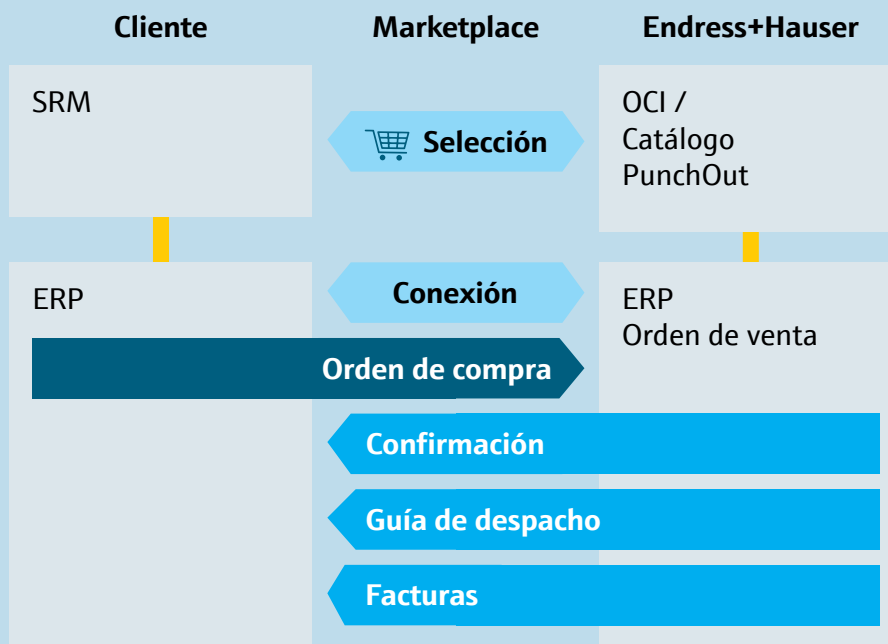 Cliente
Marketplace
Endress+Hauser
SRM
Selección
OCI /
Catálogo
PunchOut
ERP
Conexión
ERP
Orden de venta
Orden de compra
Confirmación
Guía de despacho
Facturas